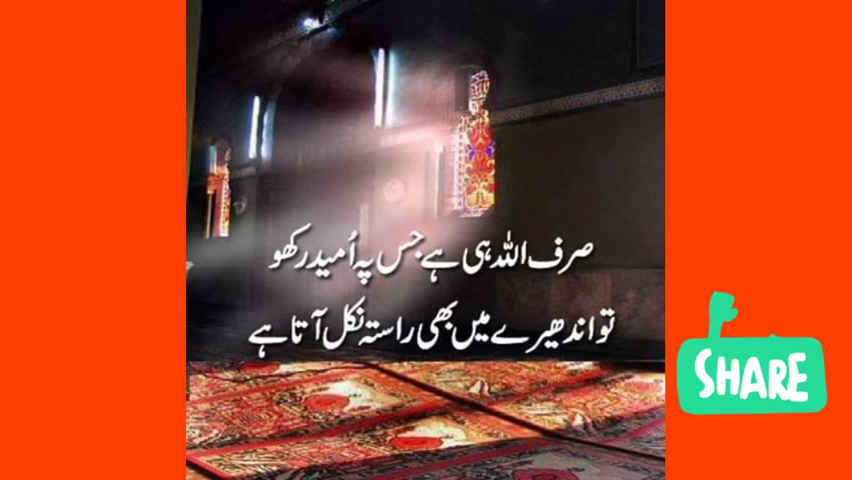 صرف اللہ ہی ہے جس پہ اُمید رکھو
تو اندھیرے میں بھی راستہ نکل آتا ہے
SHARE